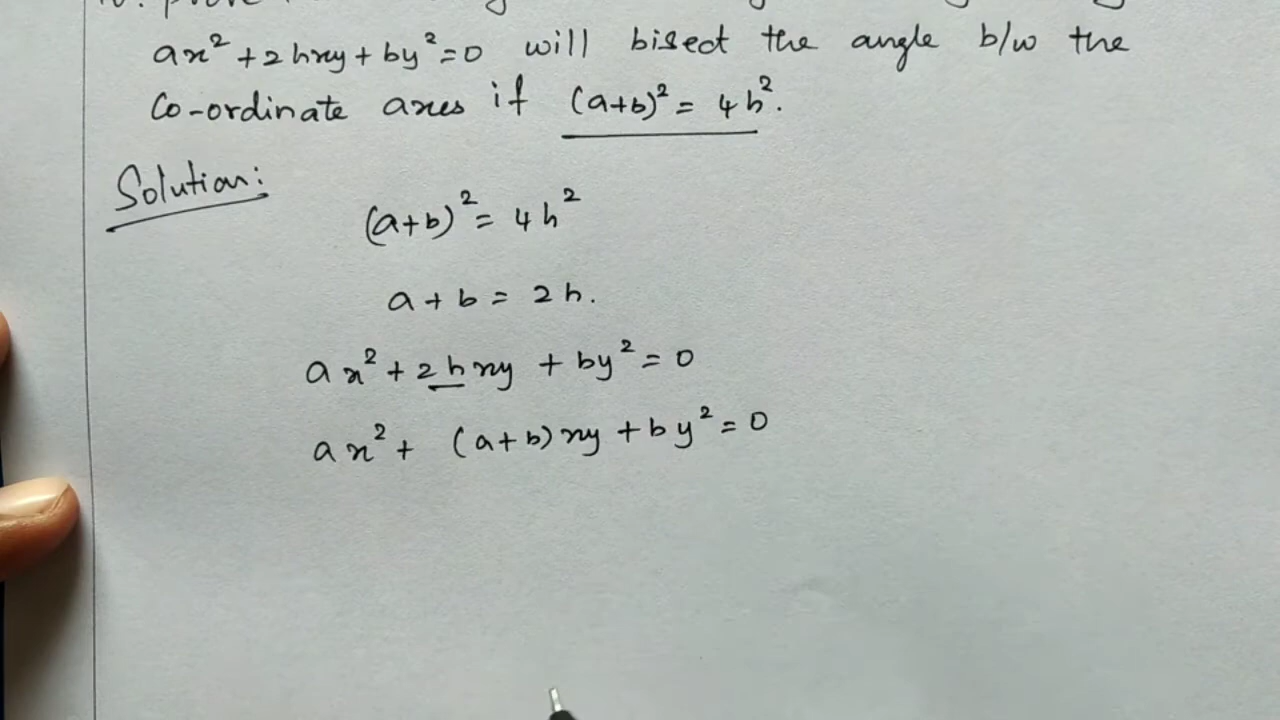 ax² + 2hxy + by² = 0 will bisect the angle b/w the
Co-ordinate axes if (a+b)² = 4h².
Solution:
(a+b)² = 4h²
a + b = 2h.
ax² + 2hxy + by² = 0
ax² + (a+b)xy + by² = 0